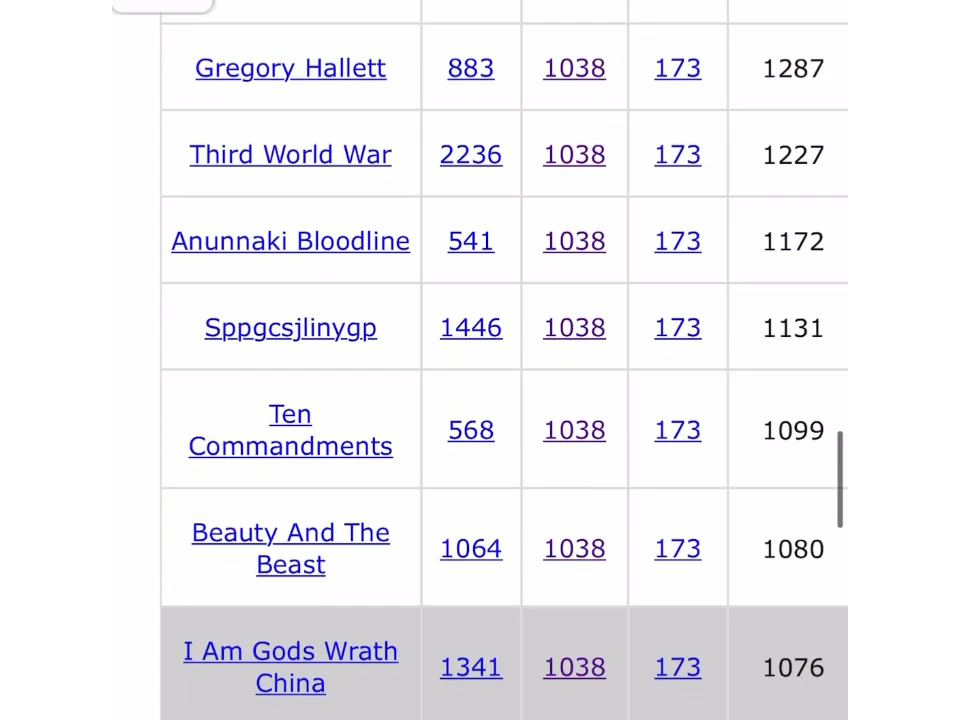 Gregory Hallett 883 1038 173 1287
Third World War 2236 1038 173 1227
Anunnaki Bloodline 541 1038 173 1172
Sppgcsjlinygp 1446 1038 173 1131
Ten
Commandments 568 1038 173 1099
Beauty And The
Beast 1064 1038 173 1080
I Am Gods Wrath
China 1341 1038 173 1076